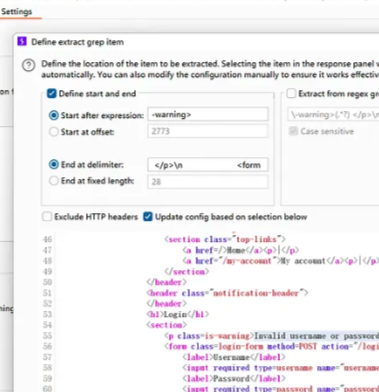 Settings
Define extract grep item
Define the location of the item to be extracted. Selecting the item in the response panel
automatically. You can also modify the configuration manually to ensure it works effective
Define start and end
Extract from regex gr
Start after expression: -warning>
\-warning>(.*?) </p>\n
Start at offset: 2773
Case sensitive
End at delimiter: </p>\n <form
End at fixed length: 28
Exclude HTTP headers
Update config based on selection below
46 <section class="top-links">
47 <a href=/>Home</a><p>|</p>
48 <a href="/my-account">My account</a><p>|</p>
49 </section>
50 </header>
51 <header class="notification-header">
52 </header>
53 <h1>Login</h1>
54 <section>
55 <p class=is-warning>Invalid username or password
56 <form class=login-form method=POST action="/logi
57 <label>Username</label>
58 <input required type=username name="username
59 <label>Password</label>
60 <input required type=password name="password